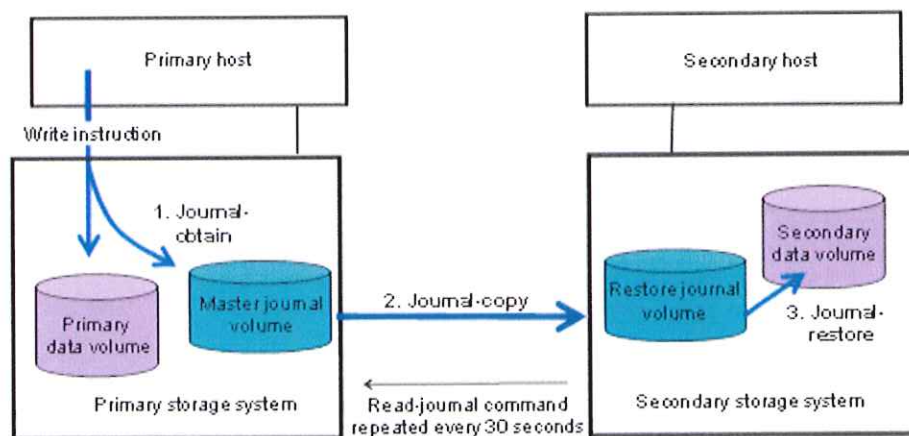 Primary host
Secondary host
Write instruction
1. Journal-
obtain
Primary
data volume
Master journal
volume
Primary storage system
2. Journal-copy
Read-journal command
repeated every 30 seconds
Secondary
data volume
Restore journal
volume
3. Journal-
restore
Secondary storage system